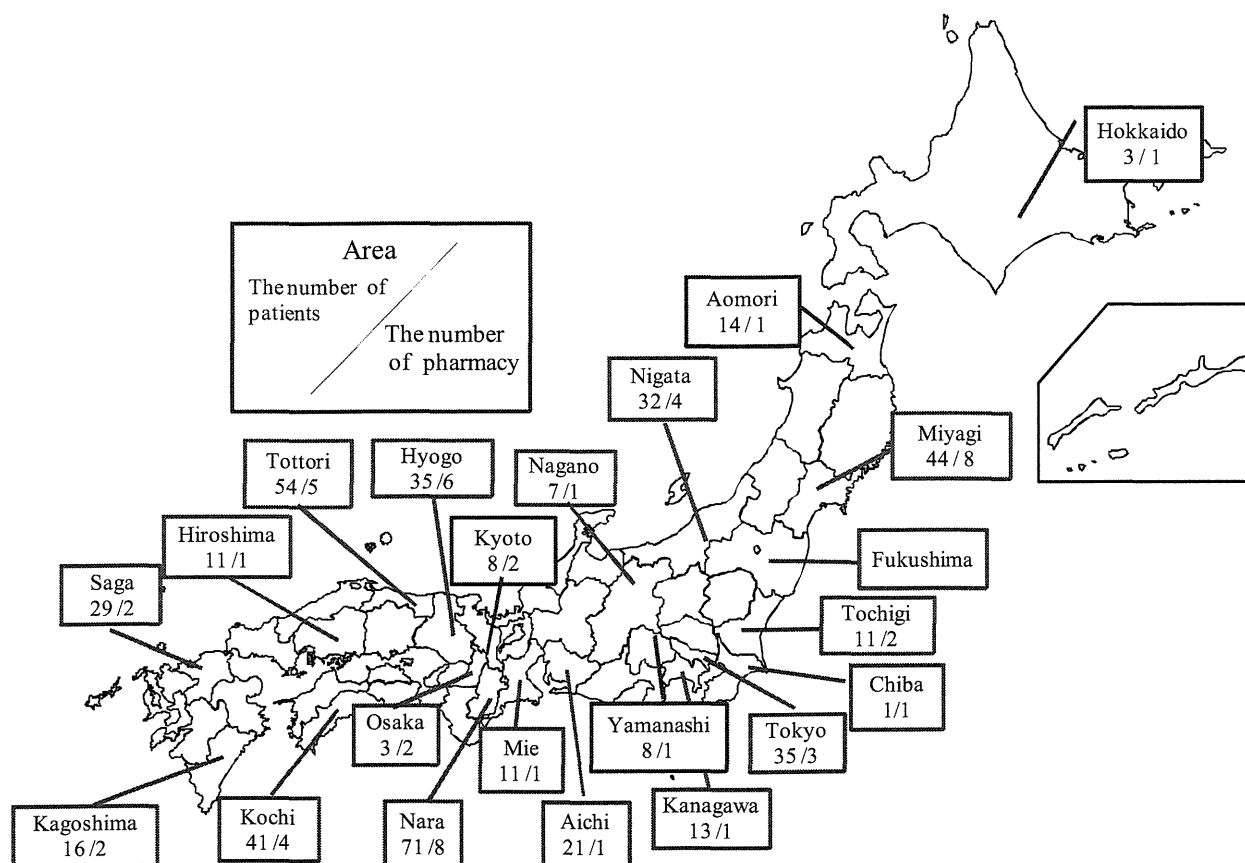 Hokkaido
3 / 1
Area
The number of
patients
The number
of pharmacy
Aomori
14 / 1
Nigata
32 /4
Miyagi
44 / 8
Tottori
54 /5
Hyogo
35 /6
Nagano
7 /1
Hiroshima
11 /1
Kyoto
8 /2
Fukushima
Saga
29 /2
Tochigi
11 /2
Chiba
1/1
Osaka
3 /2
Mie
11 /1
Yamanashi
8 /1
Tokyo
35 /3
Kagoshima
16 /2
Kochi
41 /4
Nara
71 /8
Aichi
21 /1
Kanagawa
13 /1